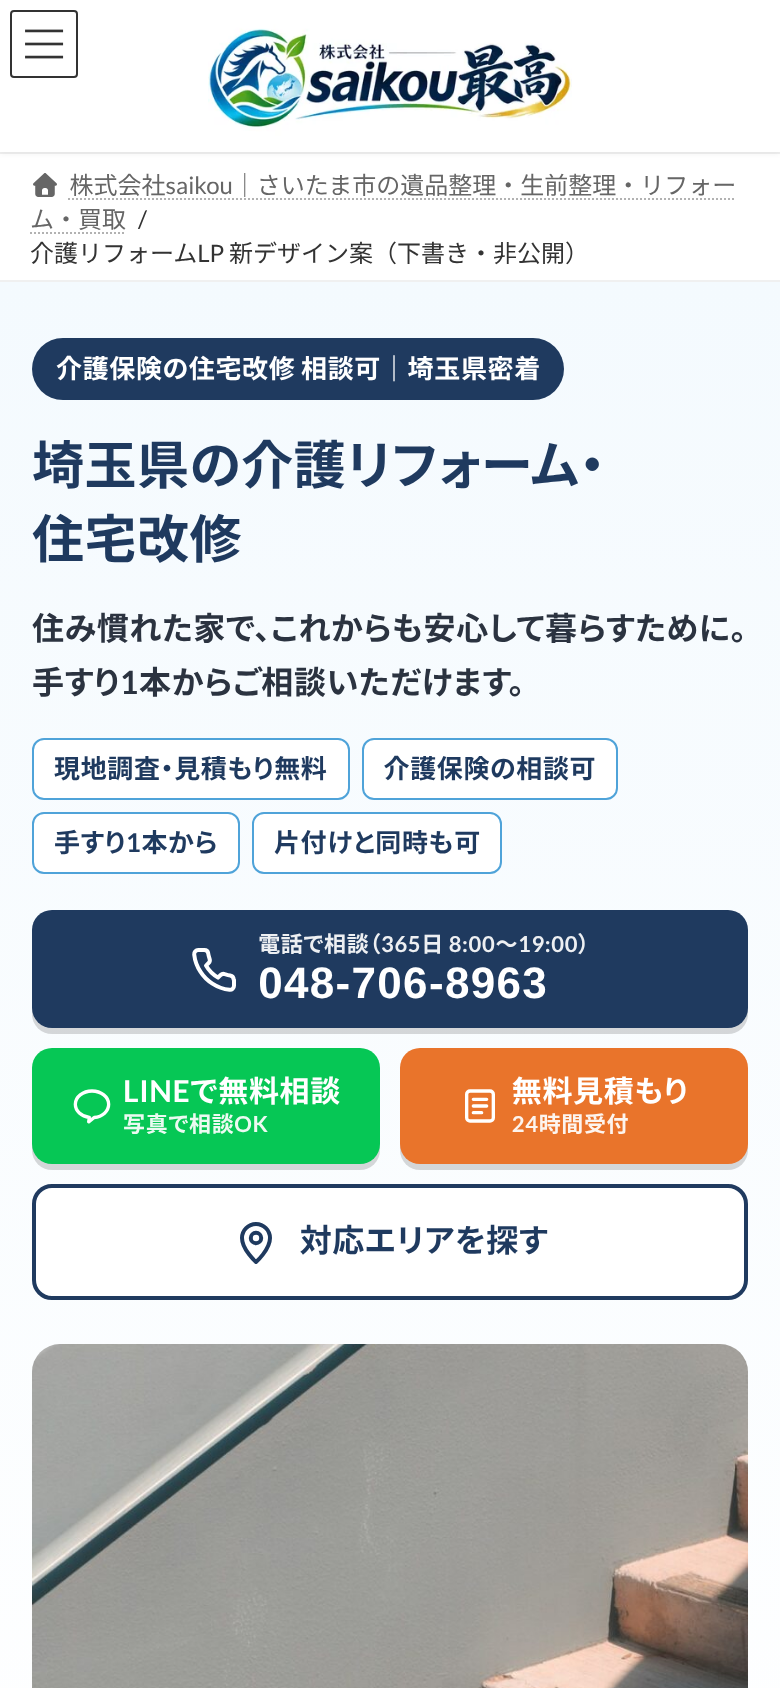 株式会社
saikou最高
株式会社saikou｜さいたま市の遺品整理・生前整理・リフォー
ム・買取 /
介護リフォームLP 新デザイン案（下書き・非公開）
介護保険の住宅改修 相談可｜埼玉県密着
埼玉県の介護リフォーム・
住宅改修
住み慣れた家で、これからも安心して暮らすために。
手すり1本からご相談いただけます。
現地調査・見積もり無料
介護保険の相談可
手すり1本から
片付けと同時も可
電話で相談（365日 8:00〜19:00）
048-706-8963
LINEで無料相談
写真で相談OK
無料見積もり
24時間受付
対応エリアを探す